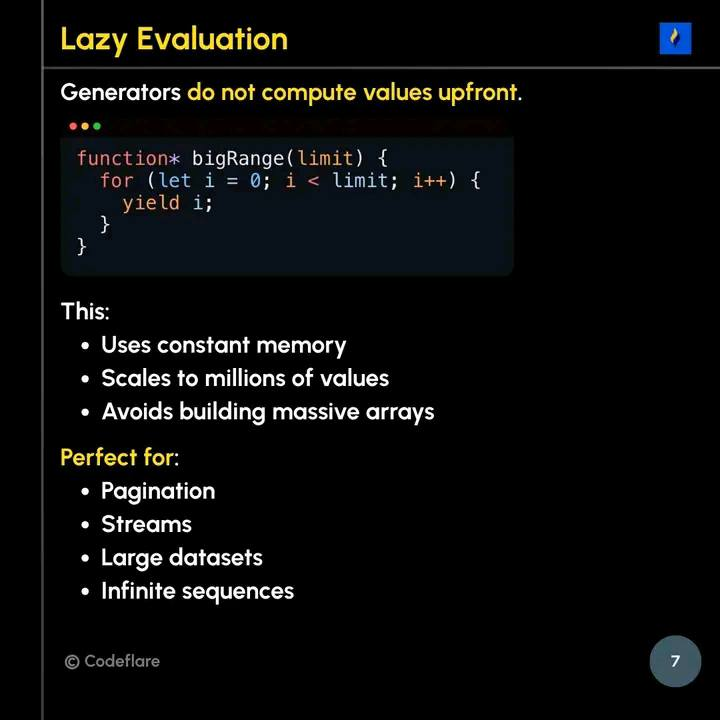 Lazy Evaluation
Generators do not compute values upfront.
function* bigRange(limit) {
  for (let i = 0; i < limit; i++) {
    yield i;
  }
}
This:
• Uses constant memory
• Scales to millions of values
• Avoids building massive arrays
Perfect for:
• Pagination
• Streams
• Large datasets
• Infinite sequences
© Codeflare
7